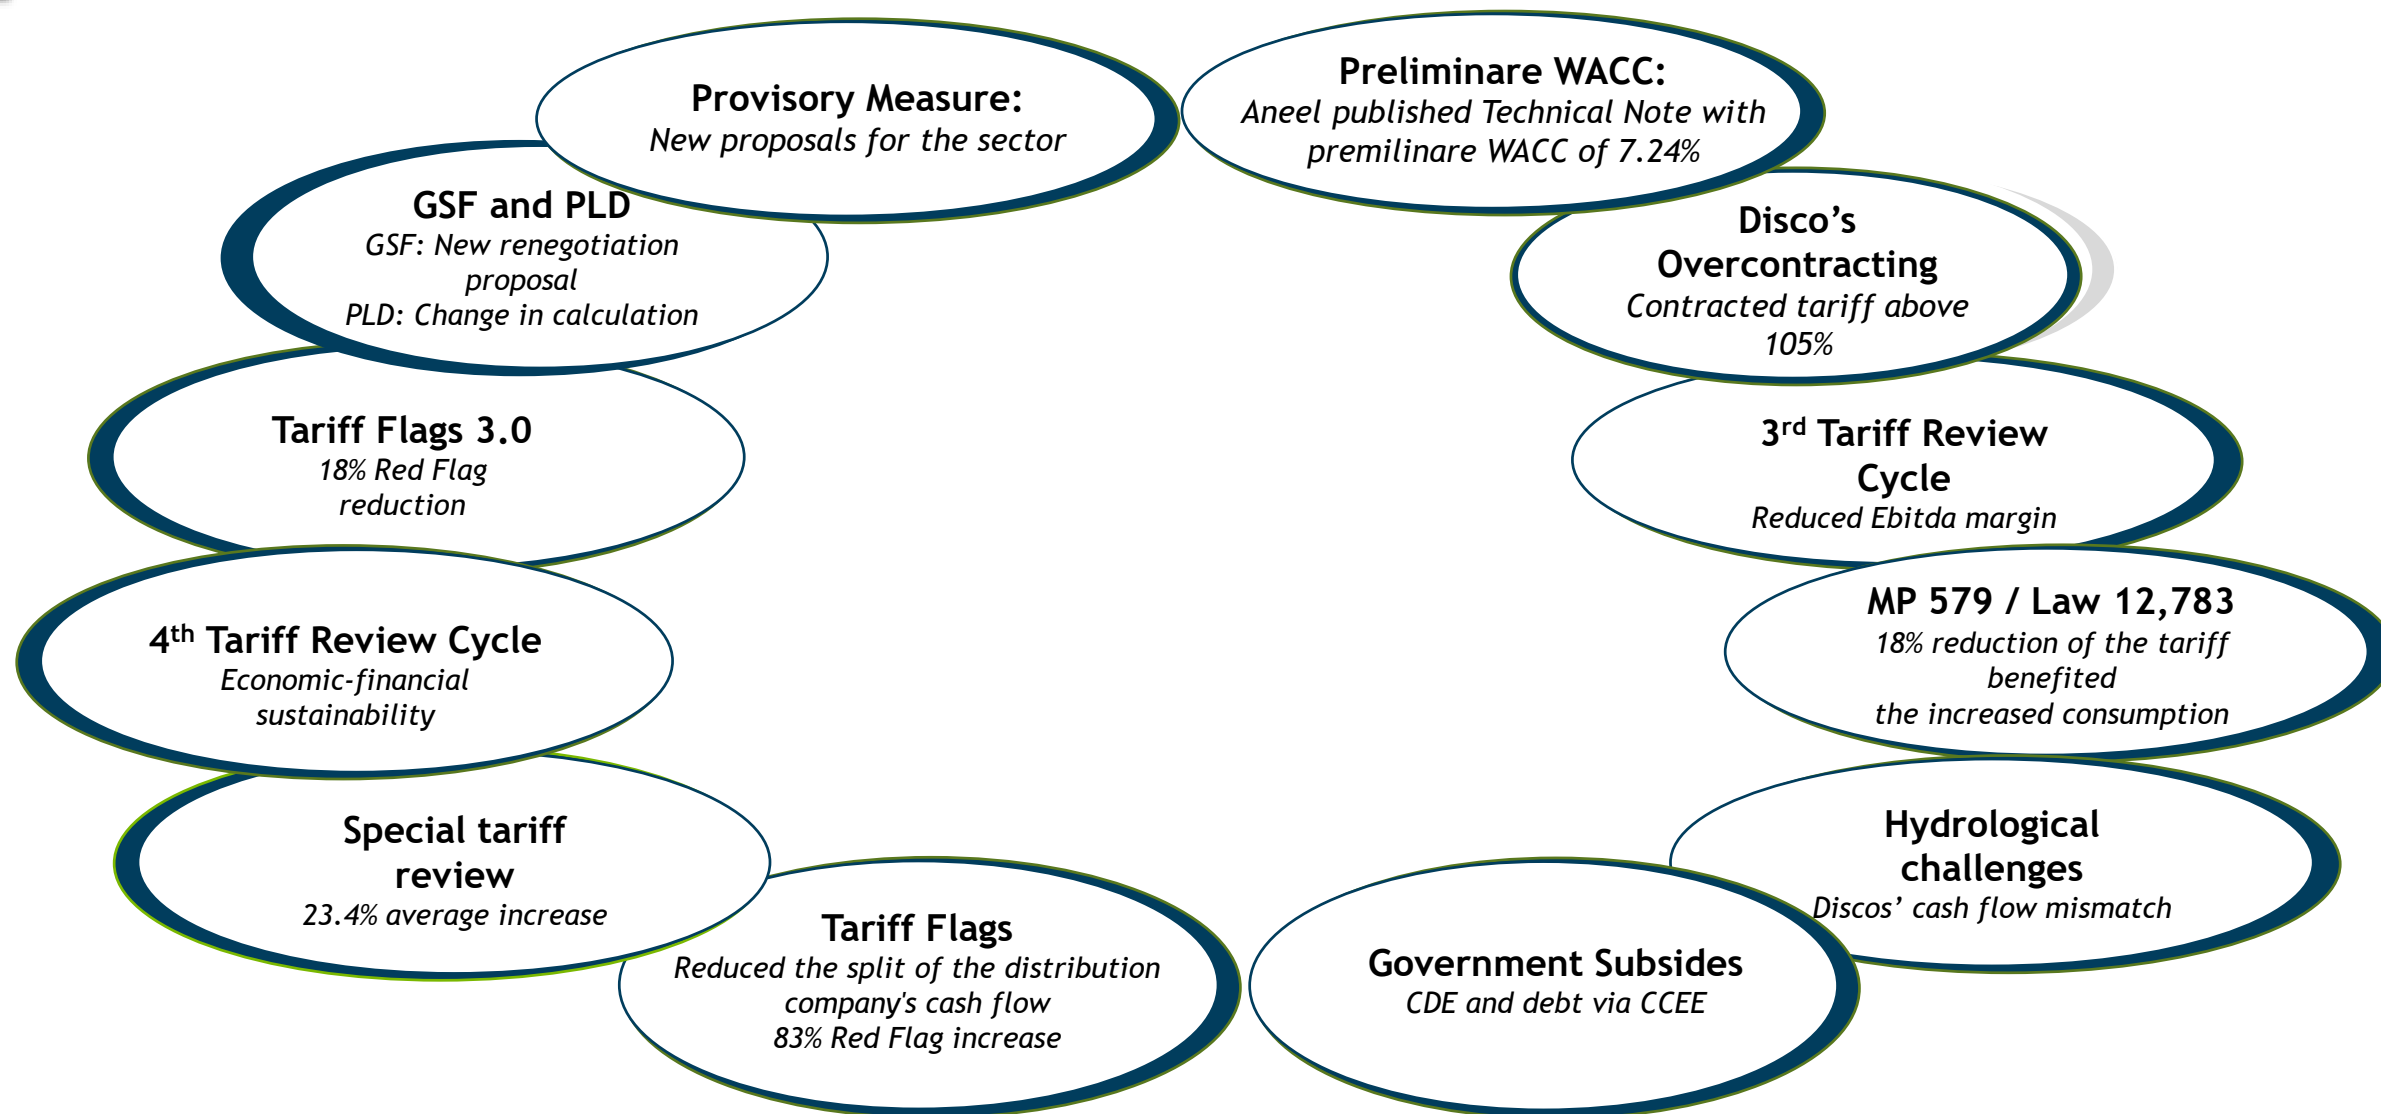 Provisory Measure:
New proposals for the sector
Preliminare WACC:
Aneel published Technical Note with
premilinare WACC of 7.24%
Disco’s
Overcontracting
Contracted tariff above
105%
3rd Tariff Review
Cycle
Reduced Ebitda margin
MP 579 / Law 12,783
18% reduction of the tariff
benefited
the increased consumption
Hydrological
challenges
Discos’ cash flow mismatch
Government Subsides
CDE and debt via CCEE
Tariff Flags
Reduced the split of the distribution
company's cash flow
83% Red Flag increase
Special tariff
review
23.4% average increase
4th Tariff Review Cycle
Economic-financial
sustainability
Tariff Flags 3.0
18% Red Flag
reduction
GSF and PLD
GSF: New renegotiation
proposal
PLD: Change in calculation